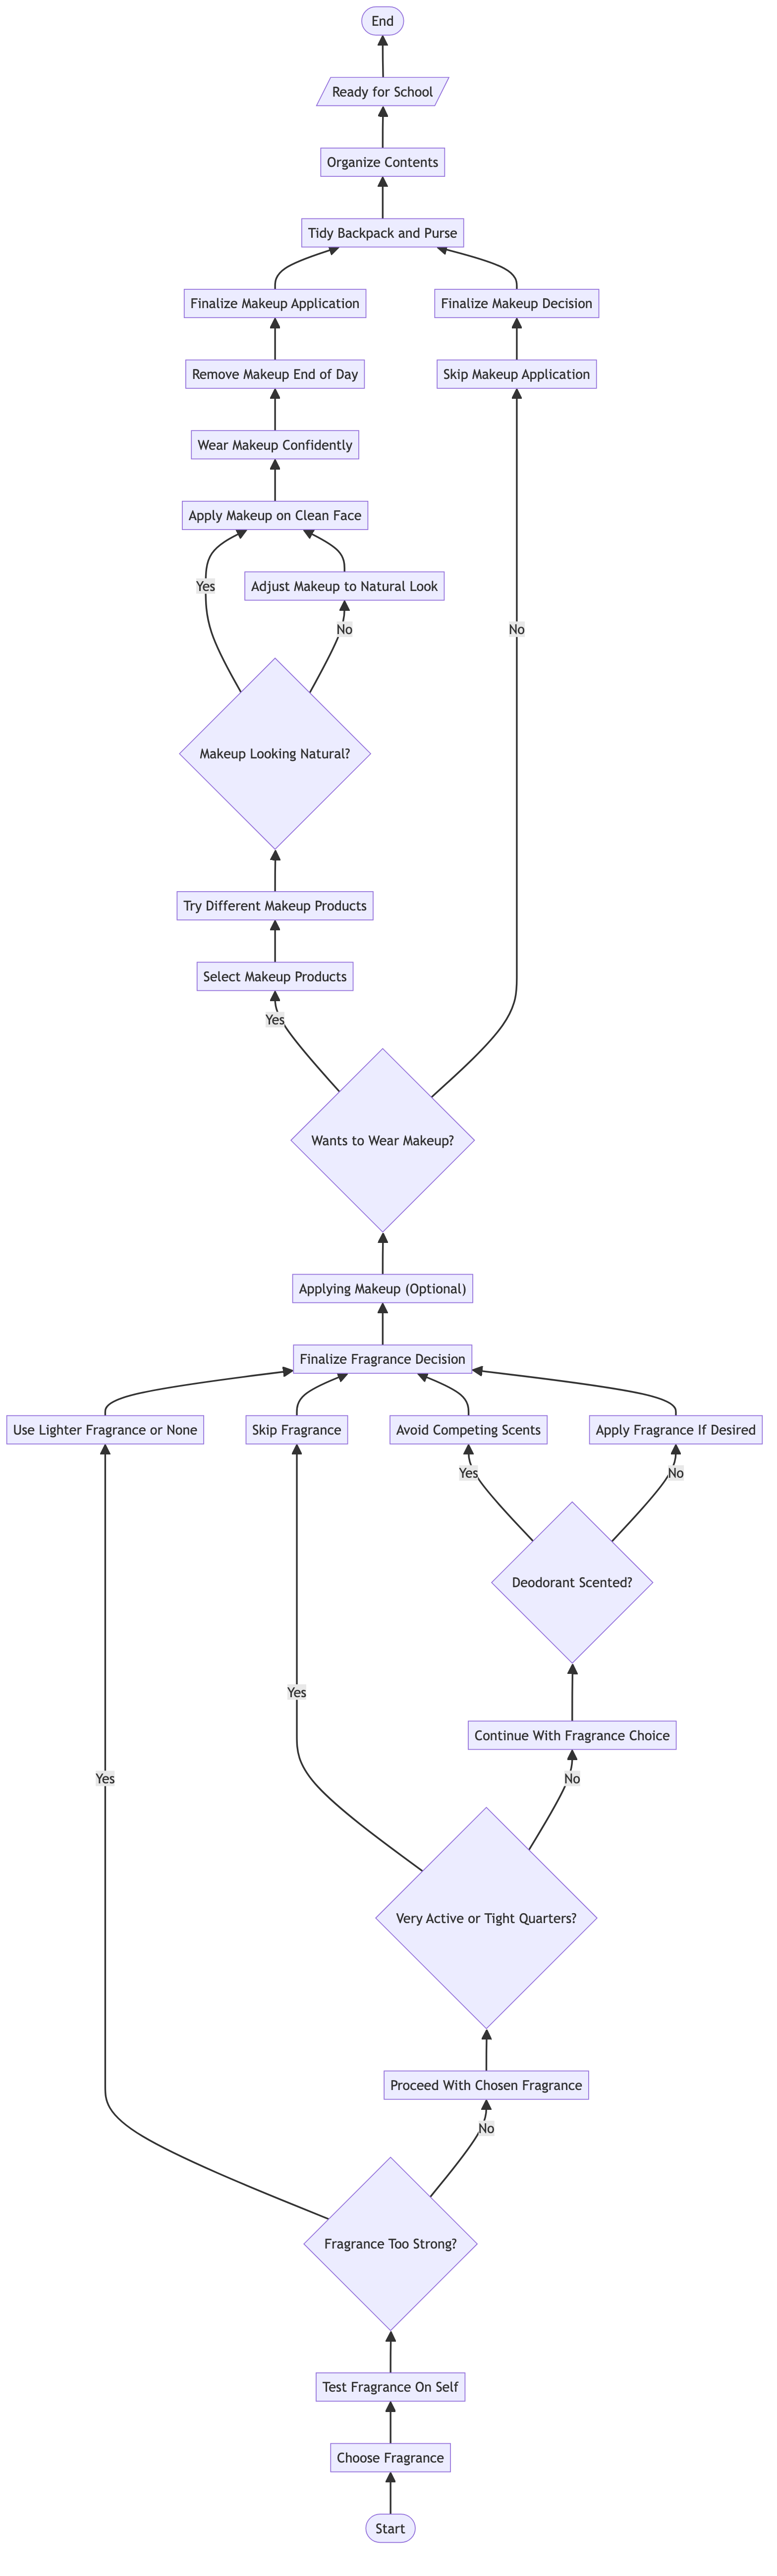 End
Ready for School
Organize Contents
Tidy Backpack and Purse
Finalize Makeup Application
Finalize Makeup Decision
Remove Makeup End of Day
Skip Makeup Application
Wear Makeup Confidently
Apply Makeup on Clean Face
Yes
Adjust Makeup to Natural Look
No
No
Makeup Looking Natural?
Try Different Makeup Products
Select Makeup Products
Yes
Wants to Wear Makeup?
Applying Makeup (Optional)
Finalize Fragrance Decision
Use Lighter Fragrance or None
Skip Fragrance
Avoid Competing Scents
Apply Fragrance If Desired
Yes
No
Deodorant Scented?
Yes
Continue With Fragrance Choice
Yes
No
Very Active or Tight Quarters?
Proceed With Chosen Fragrance
No
Fragrance Too Strong?
Test Fragrance On Self
Choose Fragrance
Start